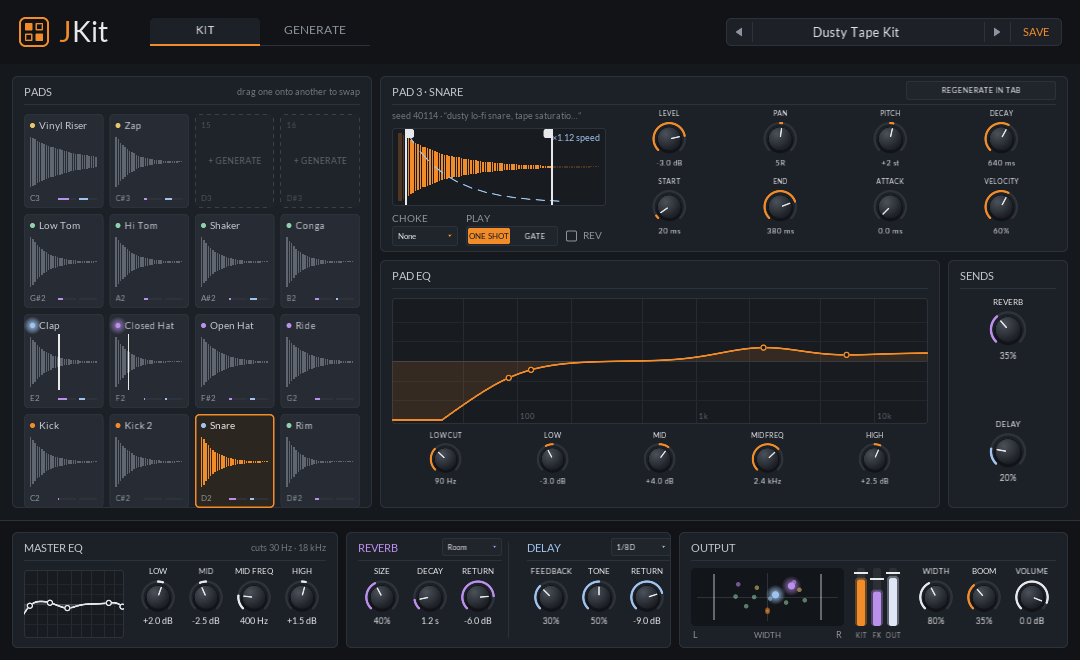 JKit
KIT
GENERATE
Dusty Tape Kit
SAVE
PADS
drag one onto another to swap
Vinyl Riser
Zap
15
16
+ GENERATE
+ GENERATE
C3
C#3
D3
D#3
Low Tom
Hi Tom
Shaker
Conga
G#2
A2
A#2
B2
Clap
Closed Hat
Open Hat
Ride
E2
F2
F#2
G2
Kick
Kick 2
Snare
Rim
C2
C#2
D2
D#2
PAD 3 · SNARE
REGENERATE IN TAB
seed 40114 · "dusty lo-fi snare, tape saturatio..."
×1.12 speed
CHOKE
PLAY
None
ONE SHOT
GATE
REV
LEVEL
PAN
PITCH
DECAY
-3.0 dB
5R
+2 st
640 ms
START
END
ATTACK
VELOCITY
20 ms
380 ms
0.0 ms
60%
PAD EQ
100
1k
10k
LOW CUT
LOW
MID
MID FREQ
HIGH
90 Hz
-3.0 dB
+4.0 dB
2.4 kHz
+2.5 dB
SENDS
REVERB
35%
DELAY
20%
MASTER EQ
cuts 30 Hz · 18 kHz
LOW
MID
MID FREQ
HIGH
+2.0 dB
-2.5 dB
400 Hz
+1.5 dB
REVERB
Room
SIZE
DECAY
RETURN
40%
1.2 s
-6.0 dB
DELAY
1/8D
FEEDBACK
TONE
RETURN
30%
50%
-9.0 dB
OUTPUT
L
WIDTH
R
KIT
FX
OUT
WIDTH
BOOM
VOLUME
80%
35%
0.0 dB